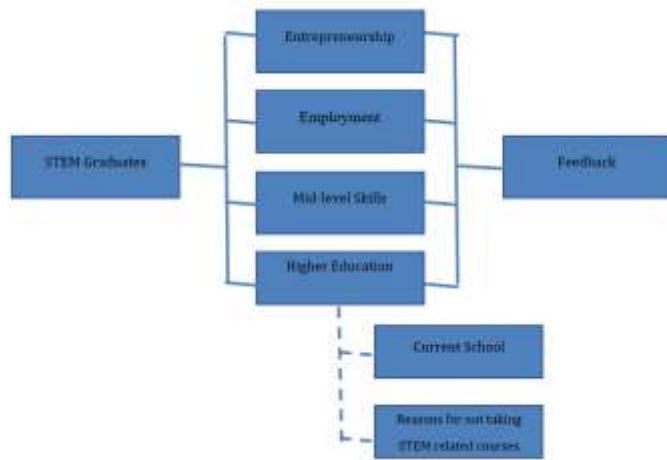 Entrepreneurship
Employment
STEM Graduates
Feedback
Mid-level Skills
Higher Education
Current School
Reasons for not taking
STEM related courses